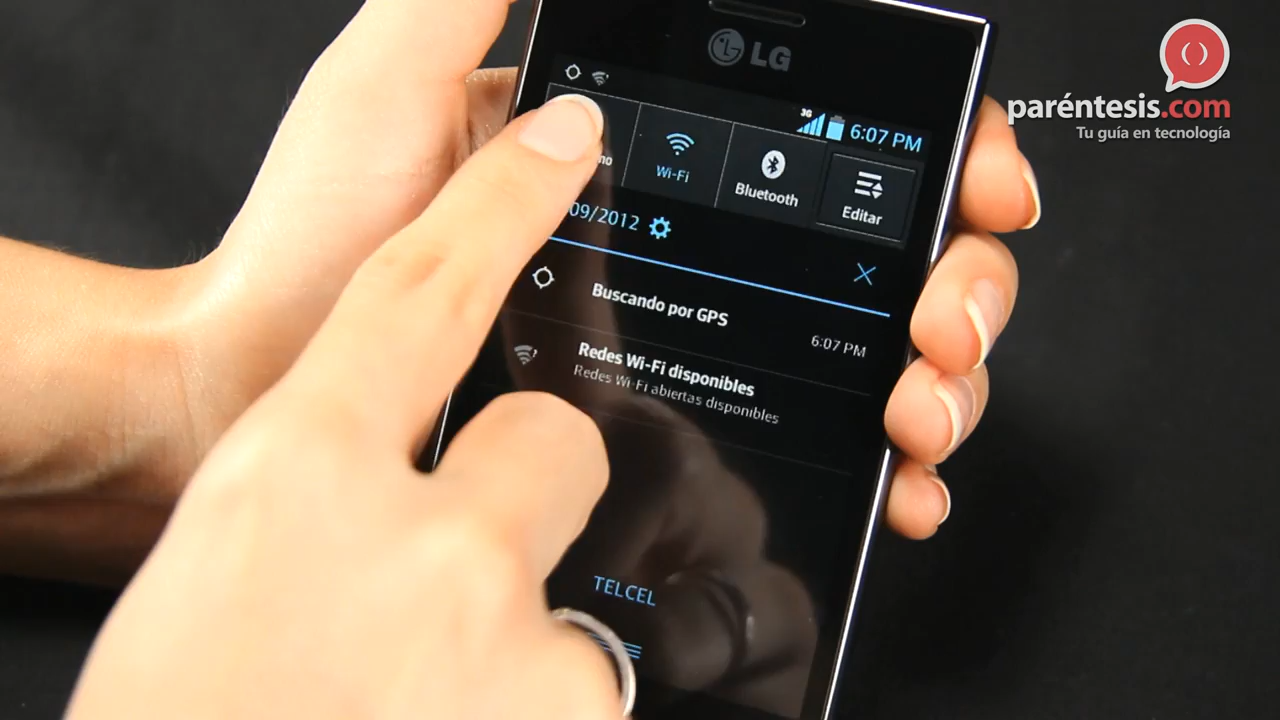 LG
paréntesis.com
Tu guía en tecnología
3G
6:07 PM
Wi-Fi
Bluetooth
Editar
09/2012
Buscando por GPS
6:07 PM
Redes Wi-Fi disponibles
Redes Wi-Fi abiertas disponibles
TELCEL